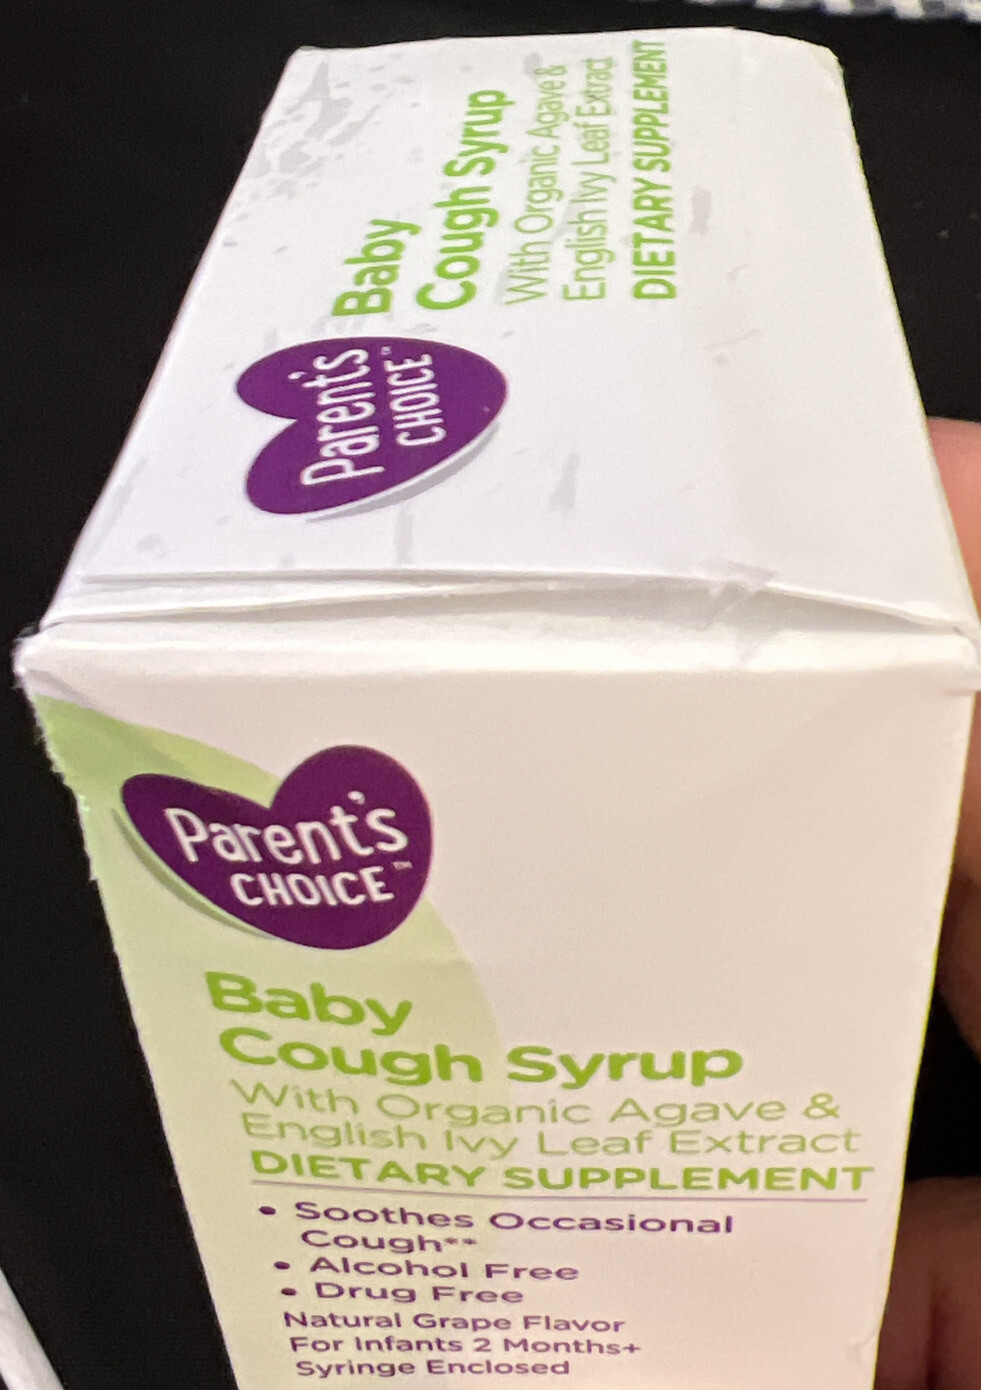 Parent's
CHOICE™
Baby
Cough Syrup
With Organic Agave &
English Ivy Leaf Extract
DIETARY SUPPLEMENT
Parent's
CHOICE™
Baby
Cough Syrup
With Organic Agave &
English Ivy Leaf Extract
DIETARY SUPPLEMENT
• Soothes Occasional
Cough**
• Alcohol Free
• Drug Free
Natural Grape Flavor
For Infants 2 Months+
Syringe Enclosed